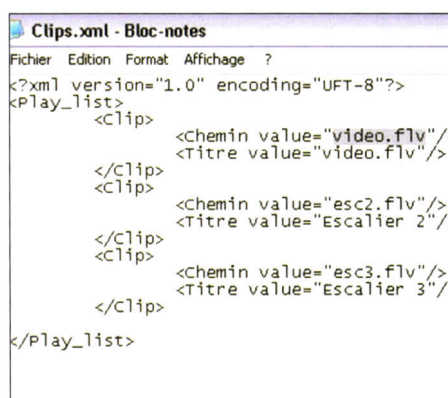 Clips.xml - Bloc-notes
Fichier Edition Format Affichage ?
<?xml version="1.0" encoding="UFT-8"?>
<Play_list>
<Clip>
<Chemin value="video.flv"/
<Titre value="video.flv"/>
</Clip>
<Clip>
<Chemin value="esc2.flv"/>
<Titre value="Escalier 2"/
</Clip>
<Clip>
<Chemin value="esc3.flv"/>
<Titre value="Escalier 3"/
</Clip>
</Play_list>